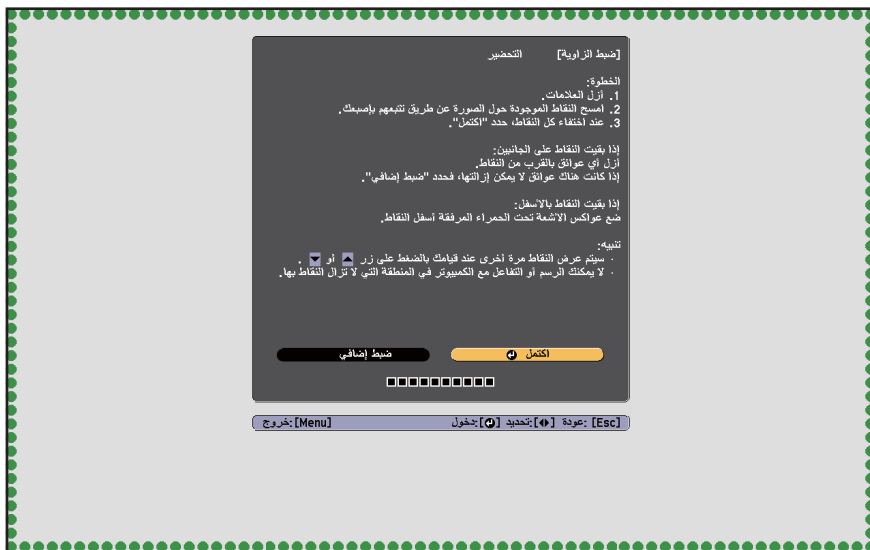 [ضبط الزاوية] التحضير
الخطوة:
1. أزل العلامات.
2. امسح النقاط الموجودة حول الصورة عن طريق تتبعهم بإصبعك.
3. عند اختفاء كل النقاط، حدد "اكتمل".
إذا بقيت النقاط على الجانبين:
أزل أي عوائق بالقرب من النقاط.
إذا كانت هناك عوائق لا يمكن إزالتها، فحدد "ضبط إضافي".
إذا بقيت النقاط بالأسفل:
ضع عواكس الأشعة تحت الحمراء المرفقة أسفل النقاط.
تنبيه:
· سيتم عرض النقاط مرة أخرى عند قيامك بالضغط على زر ▲ أو ▼ .
· لا يمكنك الرسم أو التفاعل مع الكمبيوتر في المنطقة التي لا تزال النقاط بها.
اكتمل ضبط إضافي
[Esc] :عودة [◆]:تحديد [↵]:دخول [Menu]:خروج